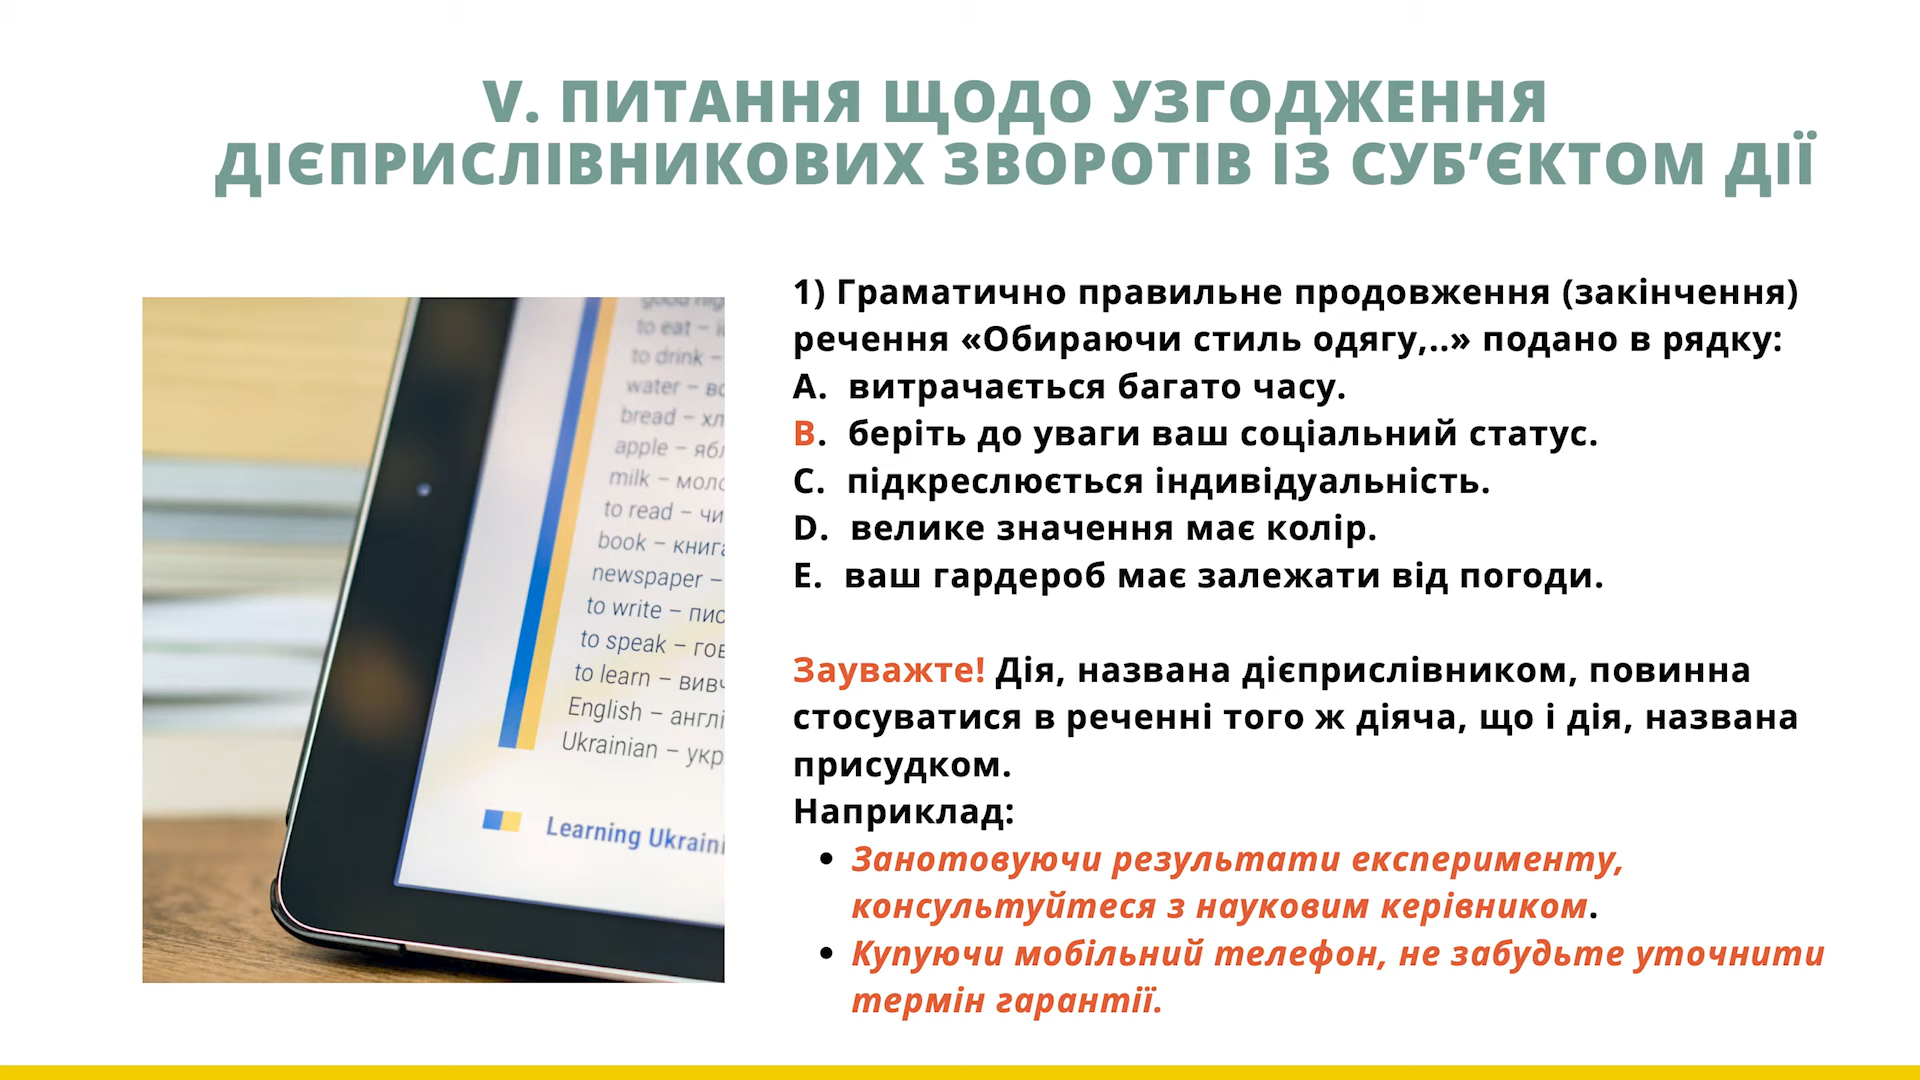 V. ПИТАННЯ ЩОДО УЗГОДЖЕННЯ
ДІЄПРИСЛІВНИКОВИХ ЗВОРОТІВ ІЗ СУБ’ЄКТОМ ДІЇ
to eat –
to drink –
water –
bread –
apple –
milk –
to read –
book –
newspaper –
to write –
to speak –
to learn –
English –
Ukrainian –
Learning
1) Граматично правильне продовження (закінчення)
речення «Обираючи стиль одягу,..» подано в рядку:
A. витрачається багато часу.
B. беріть до уваги ваш соціальний статус.
C. підкреслюється індивідуальність.
D. велике значення має колір.
E. ваш гардероб має залежати від погоди.
Зауважте! Дія, названа дієприслівником, повинна
стосуватися в реченні того ж діяча, що і дія, названа
присудком.
Наприклад:
• Занотовуючи результати експерименту,
консультуйтеся з науковим керівником.
• Купуючи мобільний телефон, не забудьте уточнити
термін гарантії.